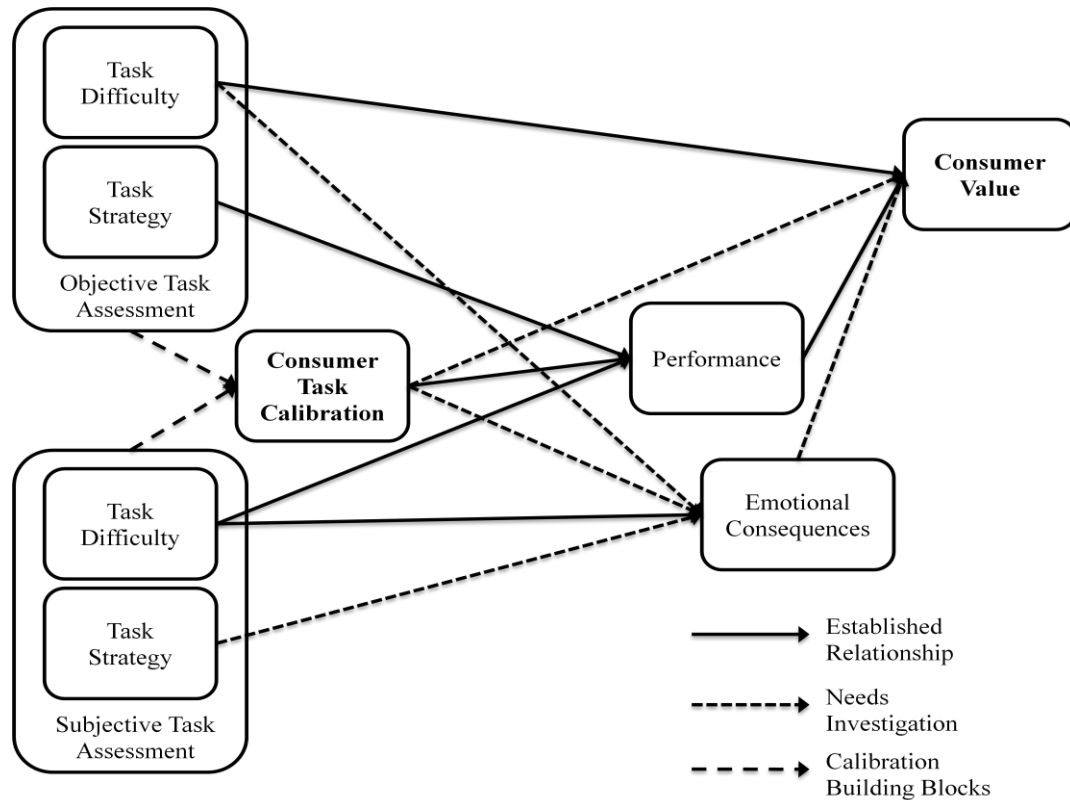 Task
Difficulty
Task
Strategy
Objective Task
Assessment
Consumer
Value
Consumer
Task
Calibration
Performance
Task
Difficulty
Task
Strategy
Subjective Task
Assessment
Emotional
Consequences
Established
Relationship
Needs
Investigation
Calibration
Building Blocks